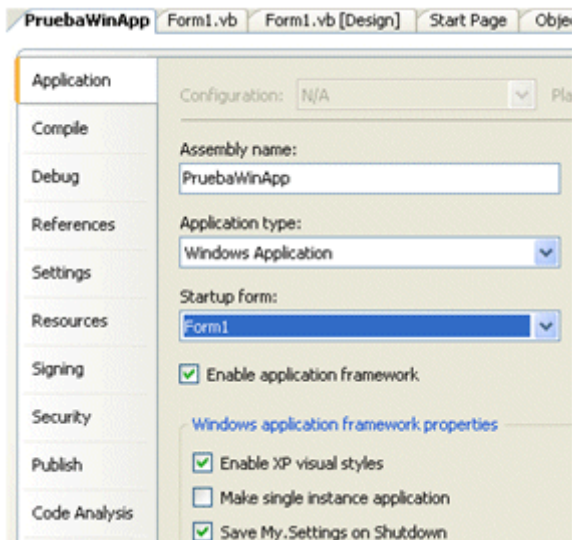 PruebaWinApp Form1.vb Form1.vb [Design] Start Page
Application
Compile
Debug
References
Settings
Resources
Signing
Security
Publish
Code Analysis
Configuration: N/A
Assembly name:
PruebaWinApp
Application type:
Windows Application
Startup form:
Form1
Enable application framework
Windows application framework properties
Enable XP visual styles
Make single instance application
Save My.Settings on Shutdown